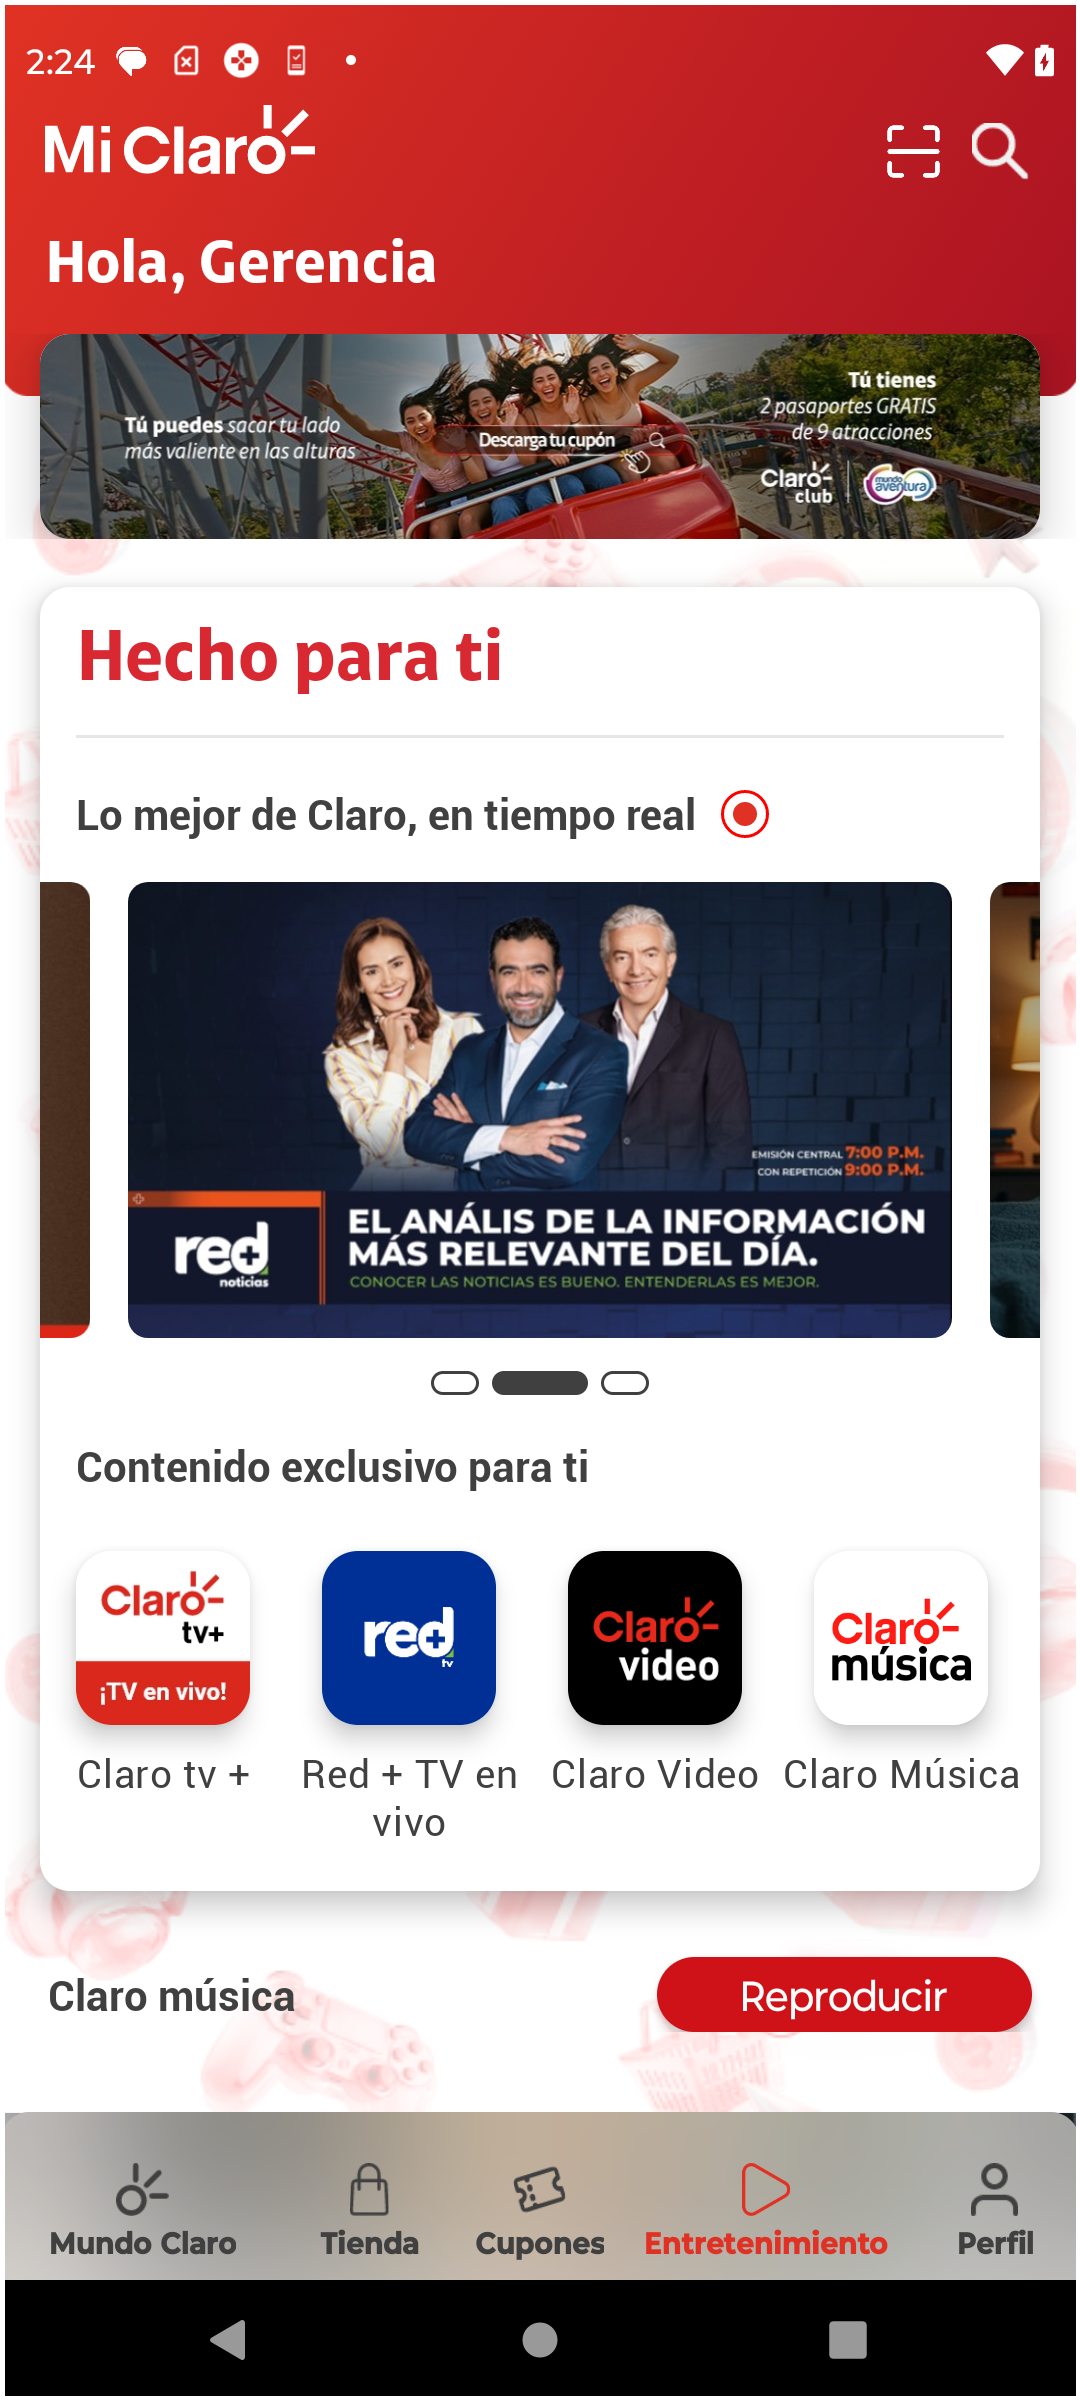 2:24
Mi Claro
Hola, Gerencia
Tú puedes sacar tu lado
más valiente en las alturas
Descarga tu cupón
Tú tienes
2 pasaportes GRATIS
de 9 atracciones
Claro
club
mundo
aventura
Hecho para ti
Lo mejor de Claro, en tiempo real
EMISIÓN CENTRAL 7:00 P.M.
CON REPETICIÓN 9:00 P.M.
red+
noticias
EL ANÁLIS DE LA INFORMACIÓN
MÁS RELEVANTE DEL DÍA.
CONOCER LAS NOTICIAS ES BUENO. ENTENDERLAS ES MEJOR.
Contenido exclusivo para ti
Claro
tv+
¡TV en vivo!
red+
tv
Claro
video
Claro
música
Claro tv +
Red + TV en
vivo
Claro Video
Claro Música
Claro música
Reproducir
Mundo Claro
Tienda
Cupones
Entretenimiento
Perfil